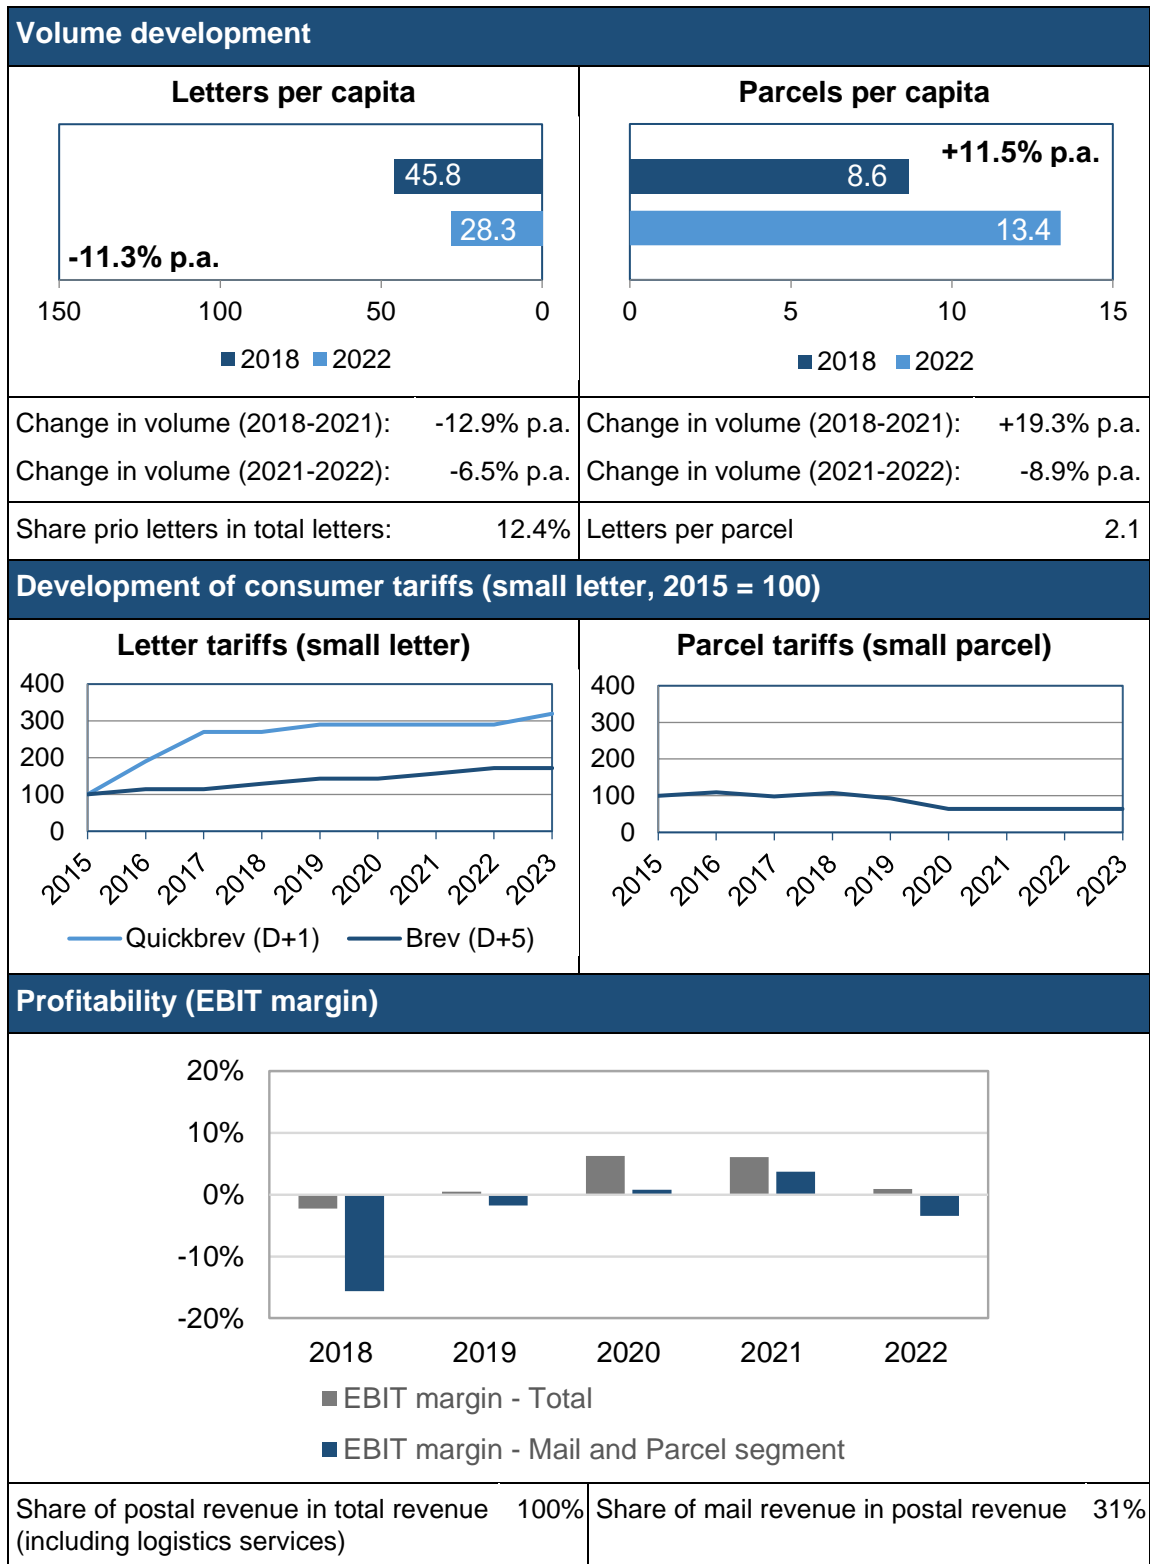 Volume development
Letters per capita
45.8
28.3
-11.3% p.a.
150 100 50 0
2018 2022
Parcels per capita
+11.5% p.a.
8.6
13.4
0 5 10 15
2018 2022
Change in volume (2018-2021): -12.9% p.a.
Change in volume (2021-2022): -6.5% p.a.
Change in volume (2018-2021): +19.3% p.a.
Change in volume (2021-2022): -8.9% p.a.
Share prio letters in total letters: 12.4%
Letters per parcel 2.1
Development of consumer tariffs (small letter, 2015 = 100)
Letter tariffs (small letter)
400
300
200
100
0
2015 2016 2017 2018 2019 2020 2021 2022 2023
Quickbrev (D+1) Brev (D+5)
Parcel tariffs (small parcel)
400
300
200
100
0
2015 2016 2017 2018 2019 2020 2021 2022 2023
Profitability (EBIT margin)
20%
10%
0%
-10%
-20%
2018 2019 2020 2021 2022
EBIT margin - Total
EBIT margin - Mail and Parcel segment
Share of postal revenue in total revenue 100%
(including logistics services)
Share of mail revenue in postal revenue 31%